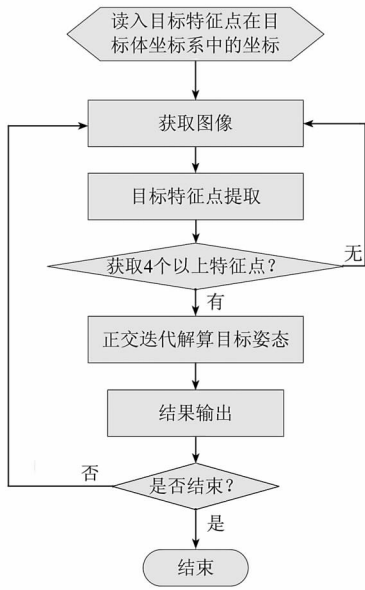 读入目标特征点在目
标体坐标系中的坐标
获取图像
目标特征点提取
获取4个以上特征点？
无
有
正交迭代解算目标姿态
结果输出
否
是否结束？
是
结束